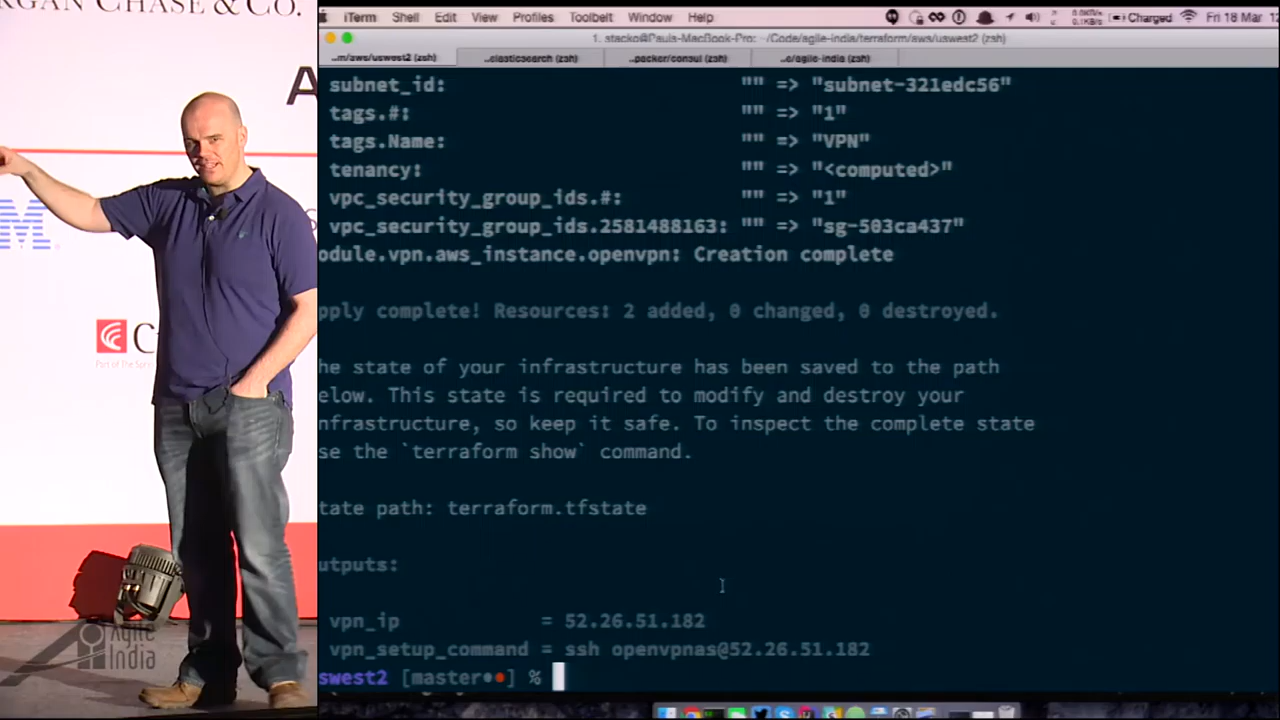 RGAN CHASE & CO.
A
M
C
Part of The Spri
Agile
India
iTerm Shell Edit View Profiles Toolbelt Window Help
Charged Fri 18 Mar
1. stacko@Pauls-MacBook-Pro: ~/Code/agile-india/terraform/aws/uswest2 (zsh)
..m/aws/uswest2 (zsh) ..elasticsearch (zsh) ..packer/consul (zsh) ..e/agile-india (zsh)
subnet_id: "" => "subnet-321edc56"
tags.#: "" => "1"
tags.Name: "" => "VPN"
tenancy: "" => "<computed>"
vpc_security_group_ids.#: "" => "1"
vpc_security_group_ids.2581488163: "" => "sg-503ca437"
odule.vpn.aws_instance.openvpn: Creation complete
pply complete! Resources: 2 added, 0 changed, 0 destroyed.
he state of your infrastructure has been saved to the path
elow. This state is required to modify and destroy your
nfrastructure, so keep it safe. To inspect the complete state
se the `terraform show` command.
tate path: terraform.tfstate
utputs:
vpn_ip = 52.26.51.182
vpn_setup_command = ssh openvpnas@52.26.51.182
swest2 [master••] %